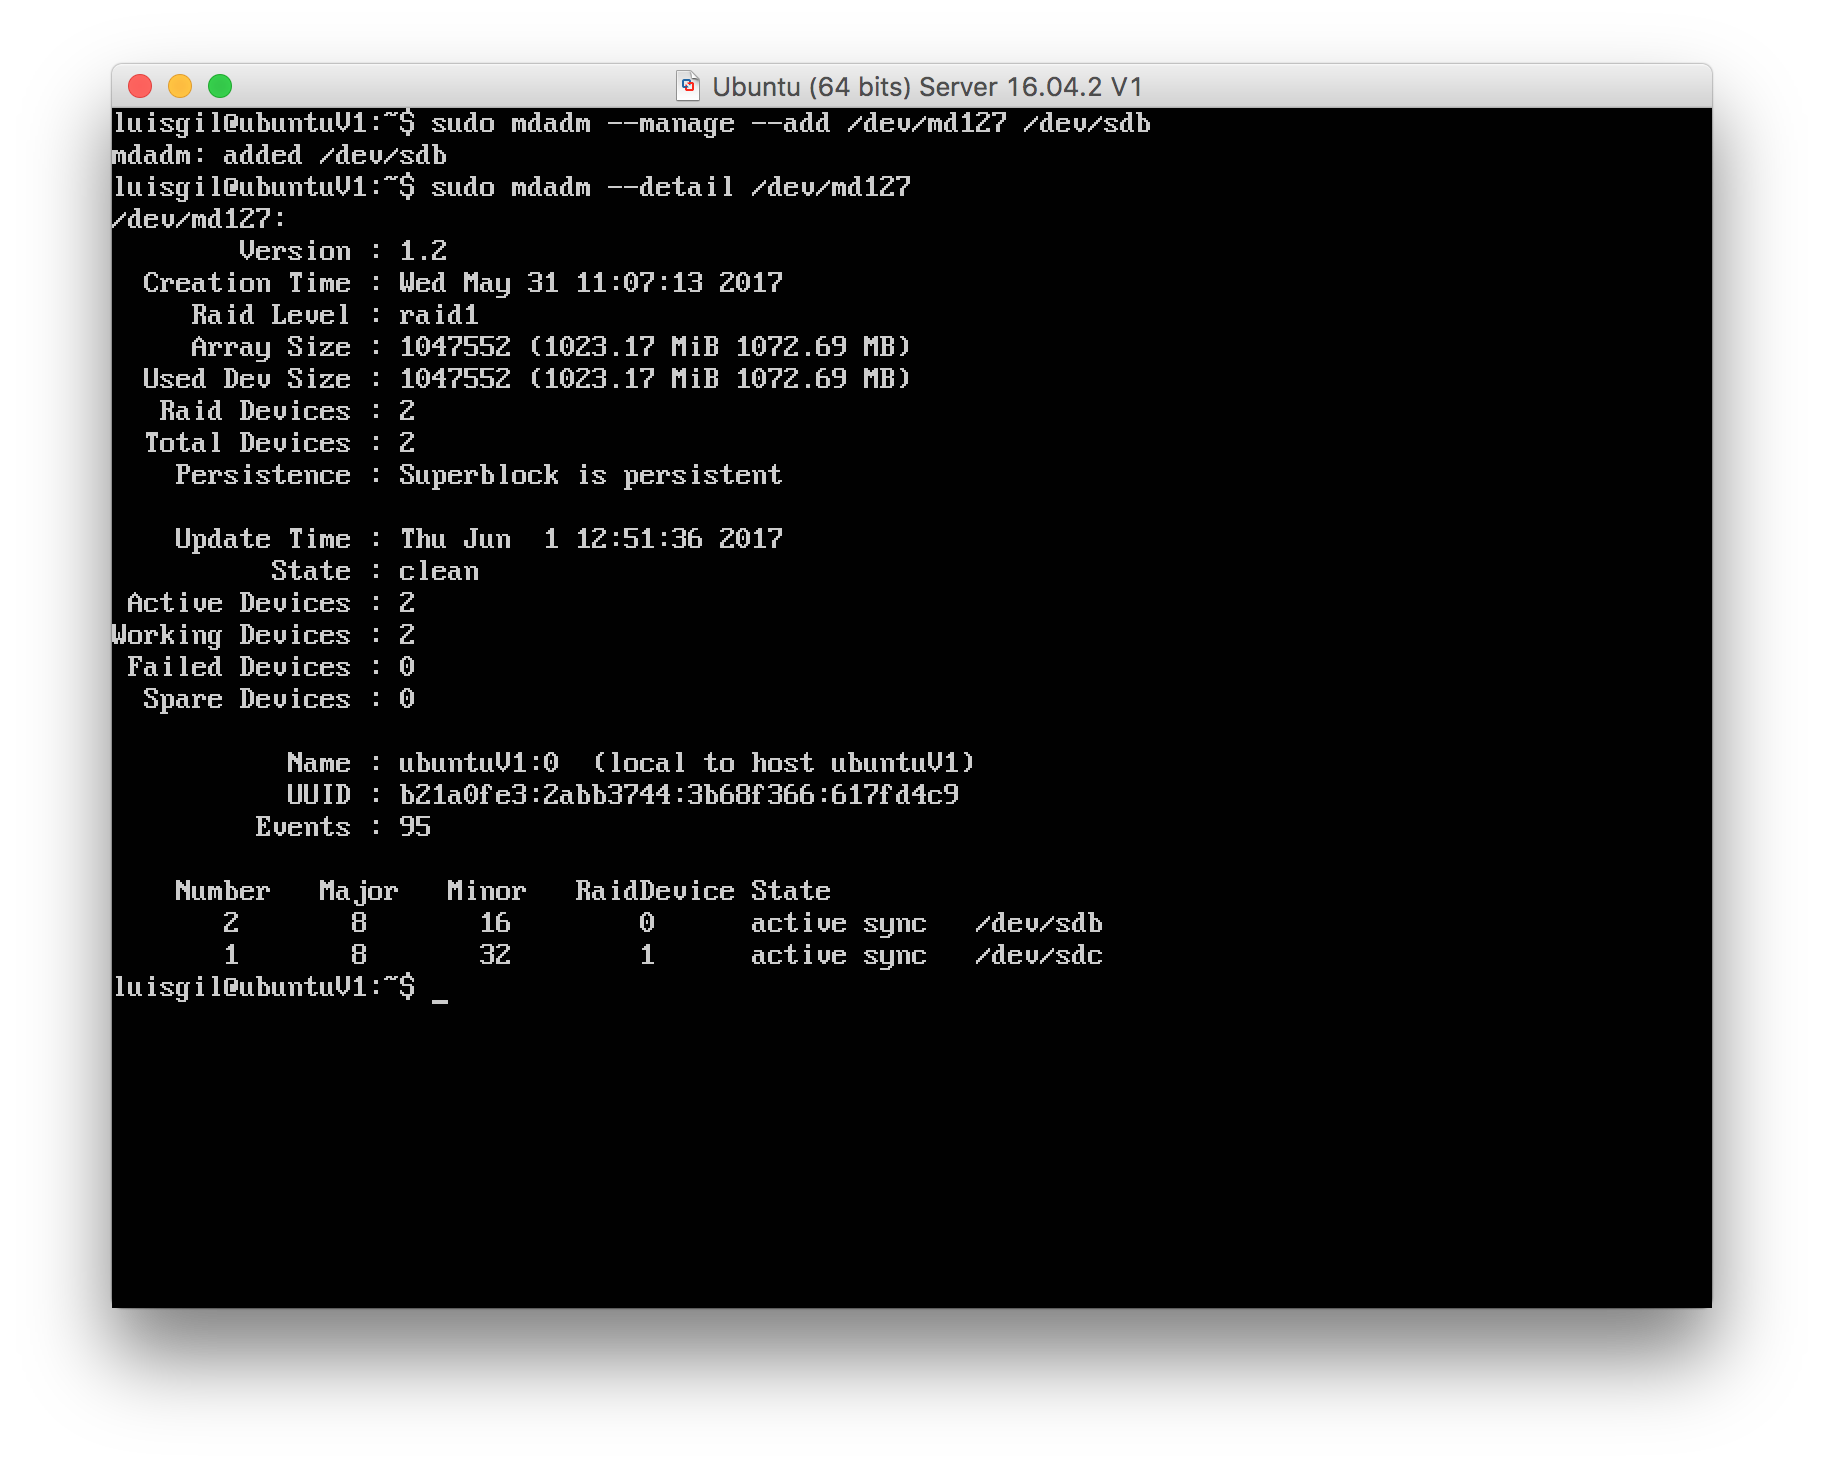 Ubuntu (64 bits) Server 16.04.2 V1
luisgil@ubuntuV1:~$ sudo mdadm --manage --add /dev/md127 /dev/sdb
mdadm: added /dev/sdb
luisgil@ubuntuV1:~$ sudo mdadm --detail /dev/md127
/dev/md127:
        Version : 1.2
  Creation Time : Wed May 31 11:07:13 2017
     Raid Level : raid1
     Array Size : 1047552 (1023.17 MiB 1072.69 MB)
  Used Dev Size : 1047552 (1023.17 MiB 1072.69 MB)
   Raid Devices : 2
  Total Devices : 2
    Persistence : Superblock is persistent

    Update Time : Thu Jun  1 12:51:36 2017
          State : clean
 Active Devices : 2
Working Devices : 2
 Failed Devices : 0
  Spare Devices : 0

           Name : ubuntuV1:0  (local to host ubuntuV1)
           UUID : b21a0fe3:2abb3744:3b68f366:617fd4c9
         Events : 95

    Number   Major   Minor   RaidDevice State
       2       8       16        0      active sync   /dev/sdb
       1       8       32        1      active sync   /dev/sdc
luisgil@ubuntuV1:~$ _